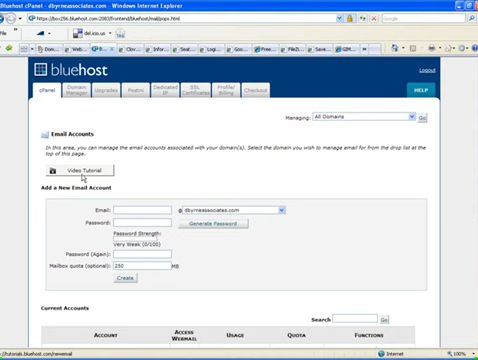 Bluehost cPanel - dbyrneassociates.com - Windows Internet Explorer
https://box256.bluehost.com:2083/frontend/bluehost/mail/pops.html
del.icio.us
bluehost
Logout
cPanel
Domain Manager
Upgrades
Postini
Dedicated IP
SSL Certificates
Profile/ Billing
Checkout
HELP
Managing: All Domains Go
Email Accounts
In this area, you can manage the email accounts associated with your domain(s). Select the domain you wish to manage email for from the drop list at the
top of this page.
Video Tutorial
Add a New Email Account
Email: @ dbyrneassociates.com
Password: Generate Password
Password Strength:
Very Weak (0/100)
Password (Again):
Mailbox quota (optional): 250 MB
Create
Current Accounts
Search Go
ACCOUNT ACCESS WEBMAIL USAGE QUOTA FUNCTIONS
//tutorials.bluehost.com/newemail Internet 100%